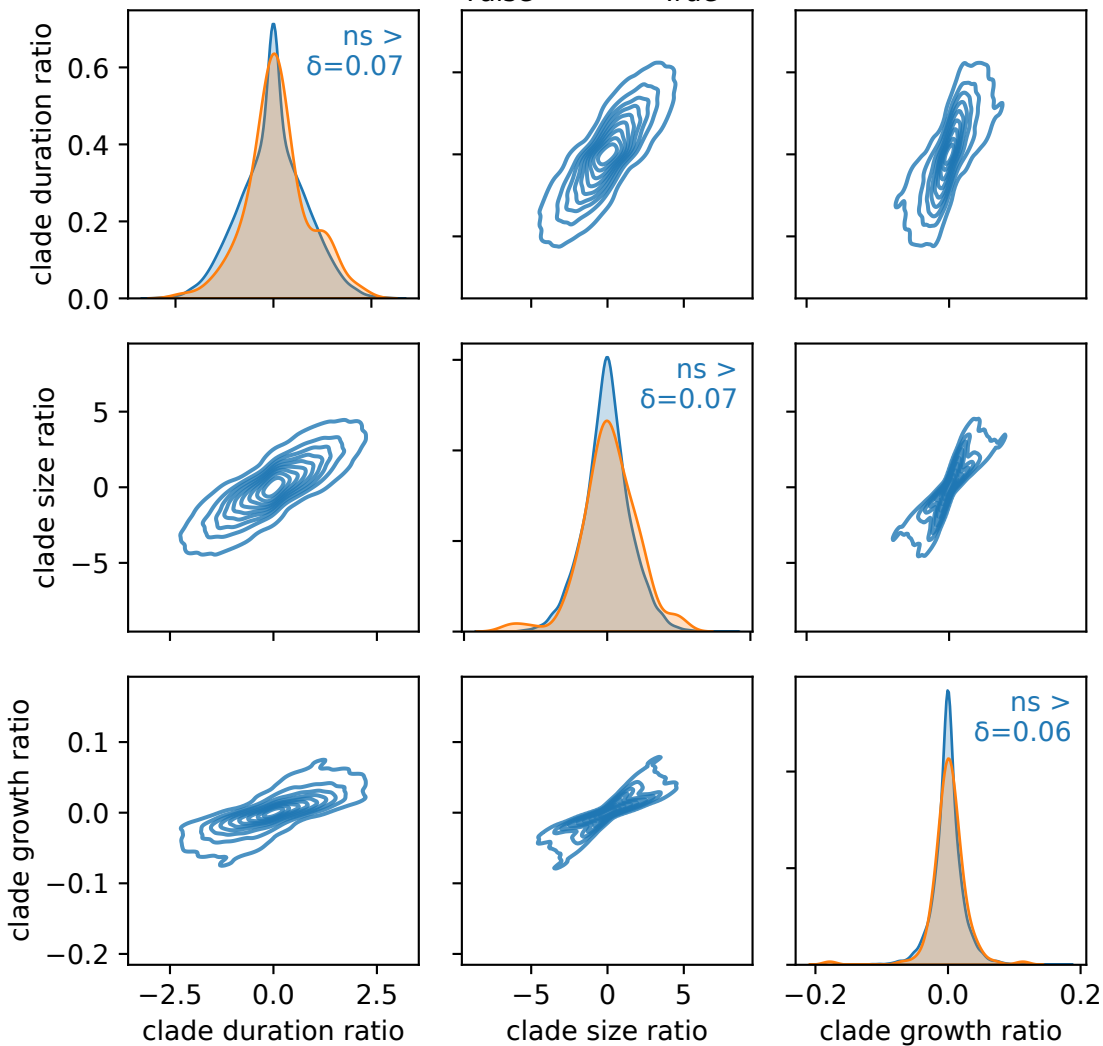 clade duration ratio
0.6
0.4
0.2
0.0
ns >
δ=0.07
clade size ratio
5
0
−5
ns >
δ=0.07
clade growth ratio
0.1
0.0
−0.1
−0.2
ns >
δ=0.06
−2.5 0.0 2.5
clade duration ratio
−5 0 5
clade size ratio
−0.2 0.0 0.2
clade growth ratio